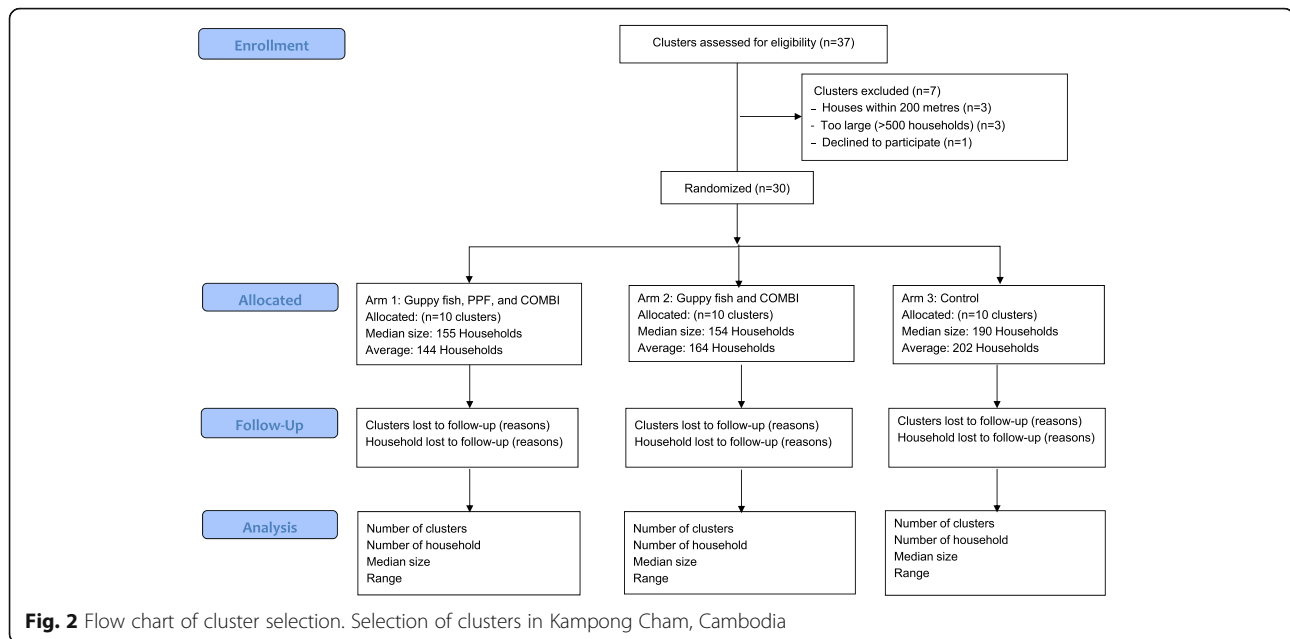 Enrollment
Clusters assessed for eligibility (n=37)
Clusters excluded (n=7)
– Houses within 200 metres (n=3)
- Too large (>500 households) (n=3)
– Declined to participate (n=1)
Randomized (n=30)
Allocated
Arm 1: Guppy fish, PPF, and COMBI
Allocated: (n=10 clusters)
Median size: 155 Households
Average: 144 Households
Arm 2: Guppy fish and COMBI
Allocated: (n=10 clusters)
Median size: 154 Households
Average: 164 Households
Arm 3: Control
Allocated: (n=10 clusters)
Median size: 190 Households
Average: 202 Households
Follow-Up
Clusters lost to follow-up (reasons)
Household lost to follow-up (reasons)
Clusters lost to follow-up (reasons)
Household lost to follow-up (reasons)
Clusters lost to follow-up (reasons)
Household lost to follow-up (reasons)
Analysis
Number of clusters
Number of household
Median size
Range
Number of clusters
Number of household
Median size
Range
Number of clusters
Number of household
Median size
Range
Fig. 2 Flow chart of cluster selection. Selection of clusters in Kampong Cham, Cambodia